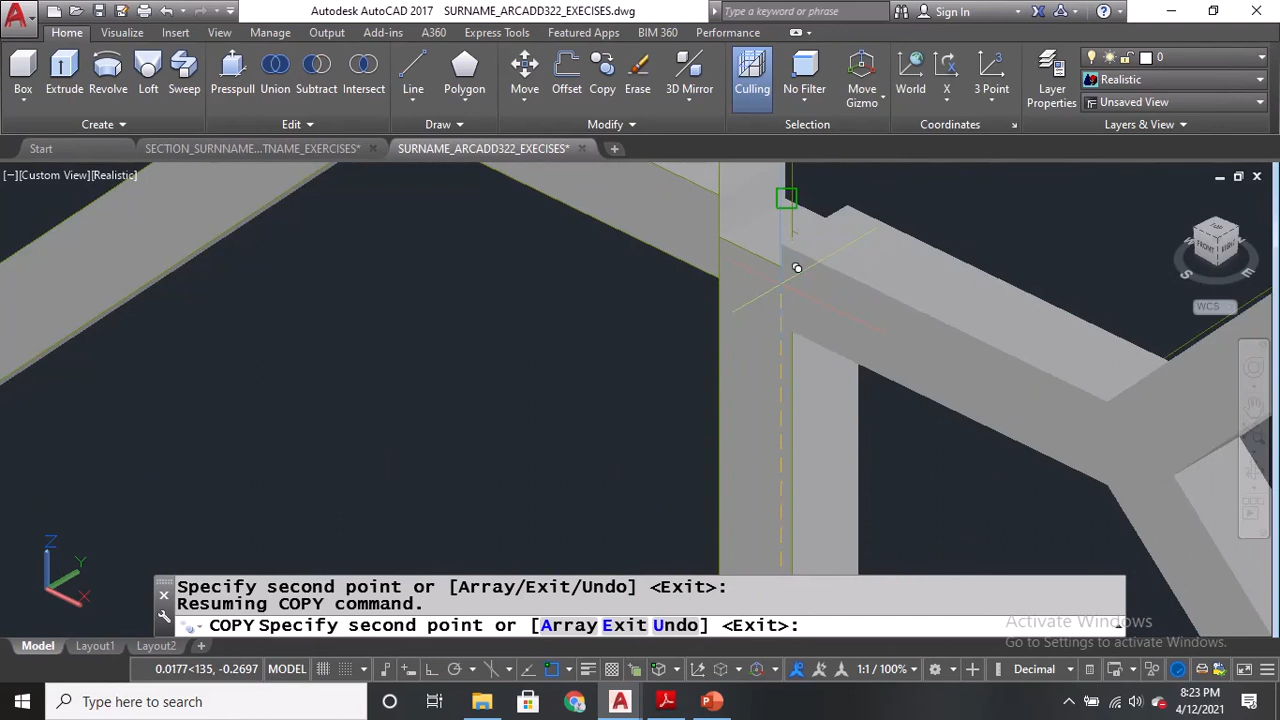 Autodesk AutoCAD 2017 SURNAME_ARCADD322_EXECISES.dwg
Type a keyword or phrase
Sign In
Home Visualize Insert View Manage Output Add-ins A360 Express Tools Featured Apps BIM 360 Performance
Box Extrude Revolve Loft Sweep
Presspull Union Subtract Intersect
Line Polygon
Move Offset Copy Erase 3D Mirror
Culling No Filter Move Gizmo
World X 3 Point
Layer Properties
0
Realistic
Unsaved View
Create Edit Draw Modify Selection Coordinates Layers & View
Start SECTION_SURNNAME...TNAME_EXERCISES* SURNAME_ARCADD322_EXECISES*
[−][Custom View][Realistic]
FRONT
S
E
WCS
Z
Y
X
Specify second point or [Array/Exit/Undo] <Exit>:
Resuming COPY command.
COPY Specify second point or [Array Exit Undo] <Exit>:
Activate Windows
Go to Settings to activate Windows.
Model Layout1 Layout2
0.0177<135, -0.2697 MODEL 1:1 / 100% Decimal
Type here to search
8:23 PM
4/12/2021